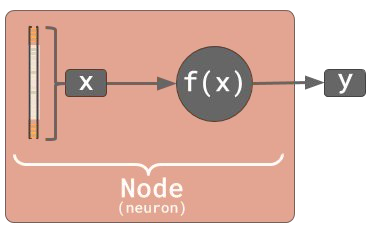 x
f(x)
y
Node
(neuron)